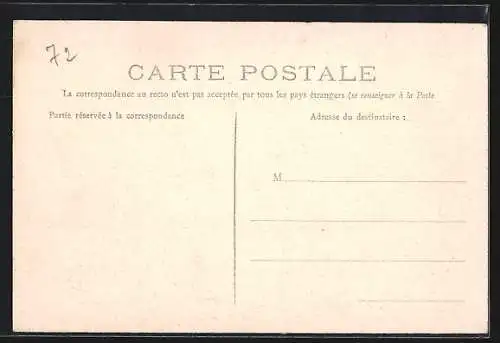 72
CARTE POSTALE
La correspondance au recto n'est pas acceptée par tous les pays étrangers (se renseigner à la Poste
Partie réservée à la correspondance
Adresse du destinataire :
M